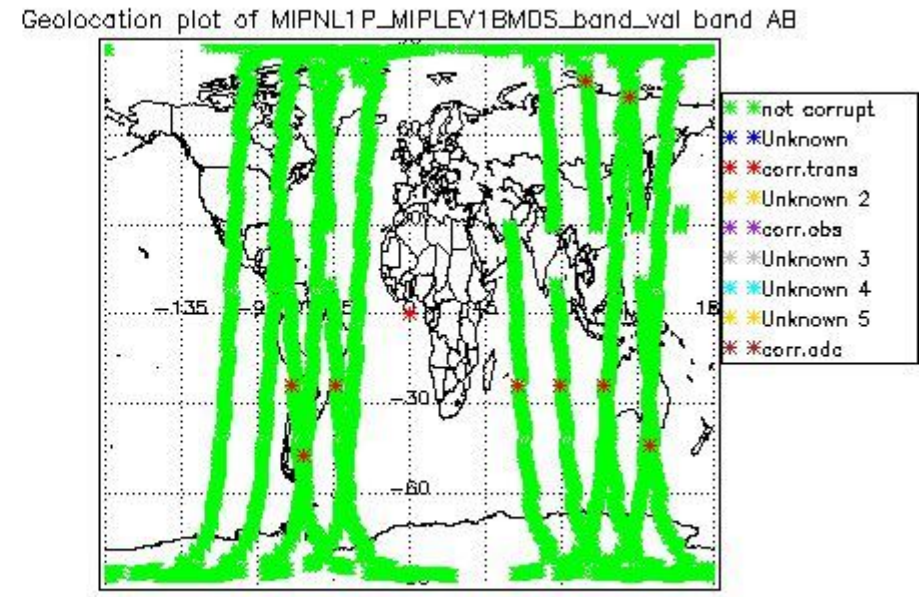 Geolocation plot of MIPNL1P_MIPLEV1BMDS_band_val band AB
not corrupt
Unknown
corr.trans
Unknown 2
corr.obs
Unknown 3
Unknown 4
Unknown 5
corr.adc
60
-135
-30
-60